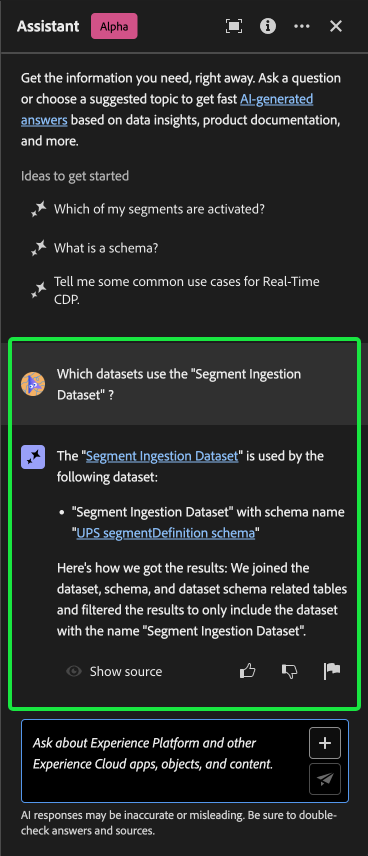 Assistant Alpha
Get the information you need, right away. Ask a question
or choose a suggested topic to get fast AI-generated
answers based on data insights, product documentation,
and more.
Ideas to get started
Which of my segments are activated?
What is a schema?
Tell me some common use cases for Real-Time
CDP.
Which datasets use the "Segment Ingestion
Dataset" ?
The "Segment Ingestion Dataset" is used by the
following dataset:
• "Segment Ingestion Dataset" with schema name
"UPS segmentDefinition schema"
Here's how we got the results: We joined the
dataset, schema, and dataset schema related tables
and filtered the results to only include the dataset
with the name "Segment Ingestion Dataset".
Show source
Ask about Experience Platform and other
Experience Cloud apps, objects, and content.
AI responses may be inaccurate or misleading. Be sure to double-
check answers and sources.